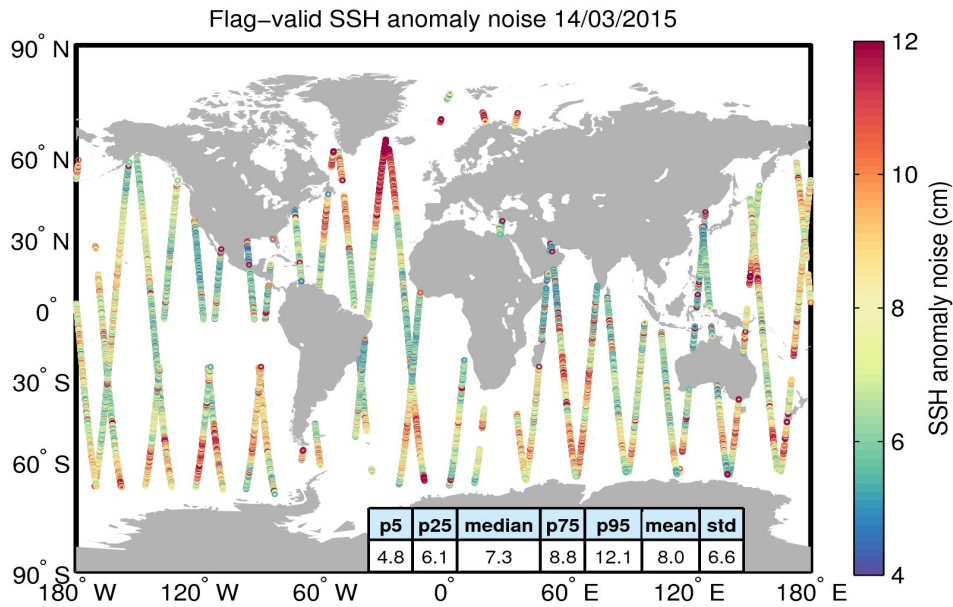 Flag−valid SSH anomaly noise 14/03/2015
90° N
60° N
30° N
0°
30° S
60° S
90° S
180° W
120° W
60° W
0°
60° E
120° E
180° E
p5 p25 median p75 p95 mean std
4.8 6.1 7.3 8.8 12.1 8.0 6.6
12
10
8
6
4
SSH anomaly noise (cm)